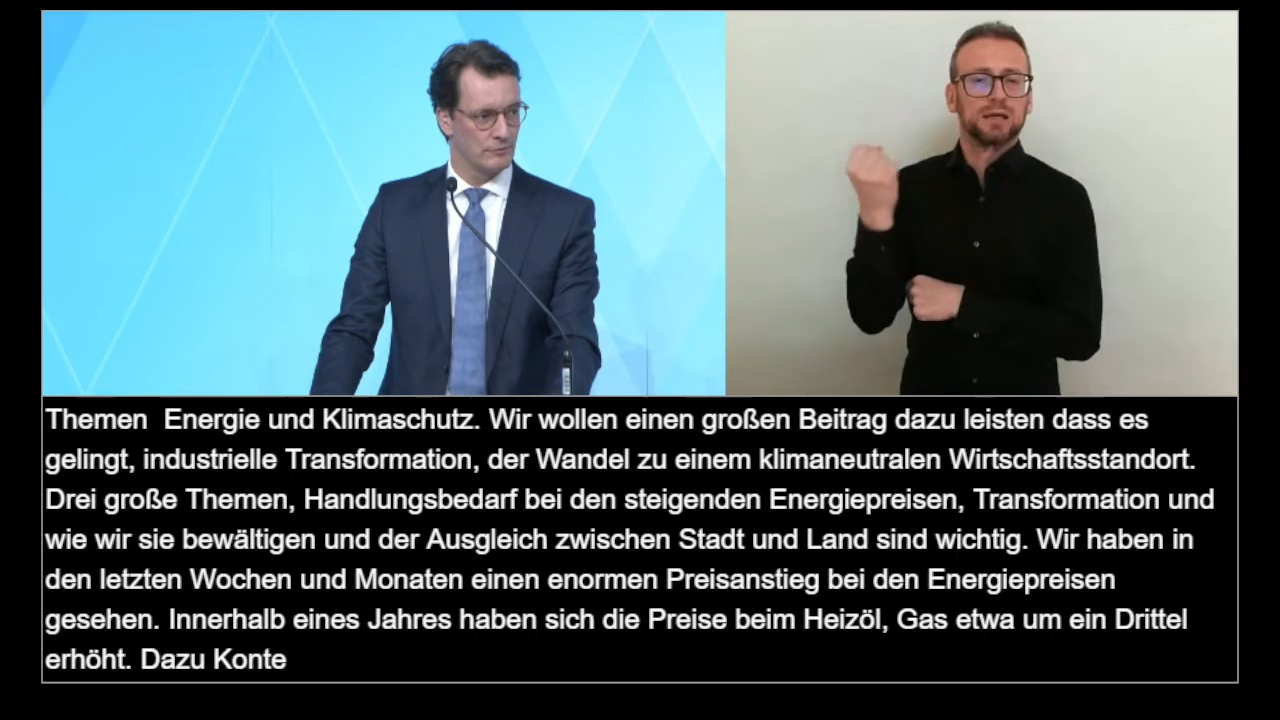 Themen  Energie und Klimaschutz. Wir wollen einen großen Beitrag dazu leisten dass es
gelingt, industrielle Transformation, der Wandel zu einem klimaneutralen Wirtschaftsstandort.
Drei große Themen, Handlungsbedarf bei den steigenden Energiepreisen, Transformation und
wie wir sie bewältigen und der Ausgleich zwischen Stadt und Land sind wichtig. Wir haben in
den letzten Wochen und Monaten einen enormen Preisanstieg bei den Energiepreisen
gesehen. Innerhalb eines Jahres haben sich die Preise beim Heizöl, Gas etwa um ein Drittel
erhöht. Dazu Konte